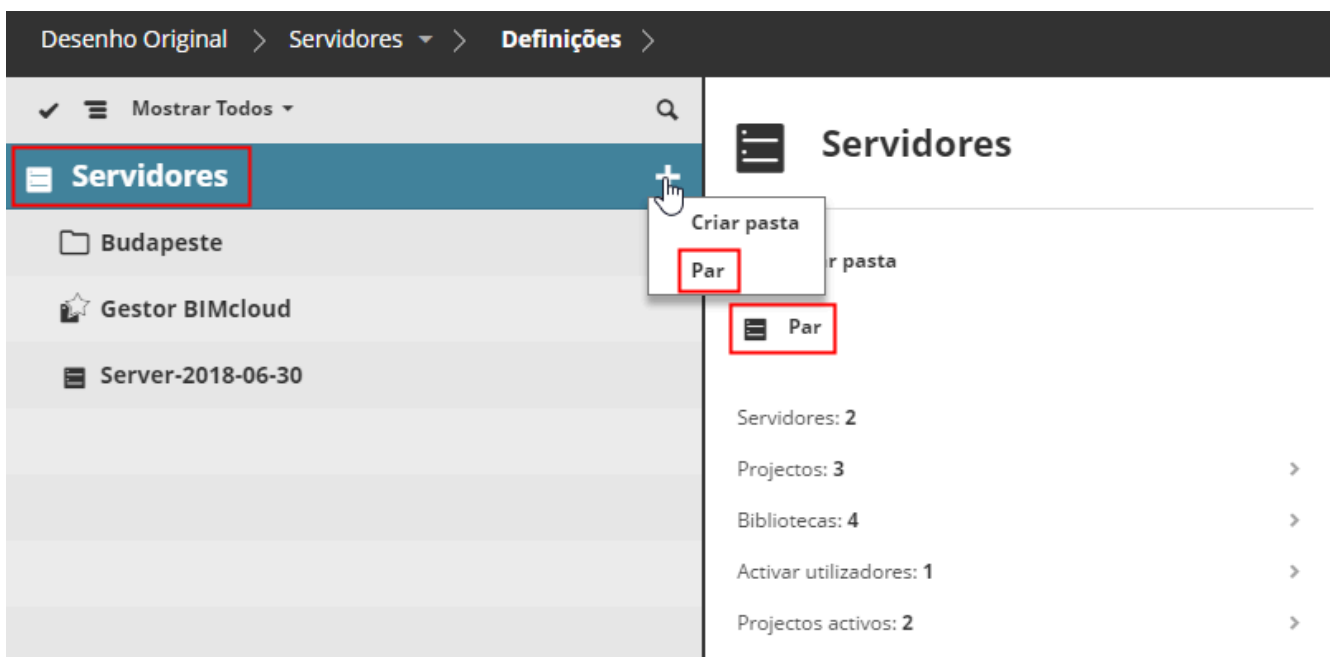 Desenho Original > Servidores > Definições >
Mostrar Todos
Servidores
Budapeste
Gestor BIMcloud
Server-2018-06-30
Criar pasta
Par
Servidores
r pasta
Par
Servidores: 2
Projectos: 3
Bibliotecas: 4
Activar utilizadores: 1
Projectos activos: 2